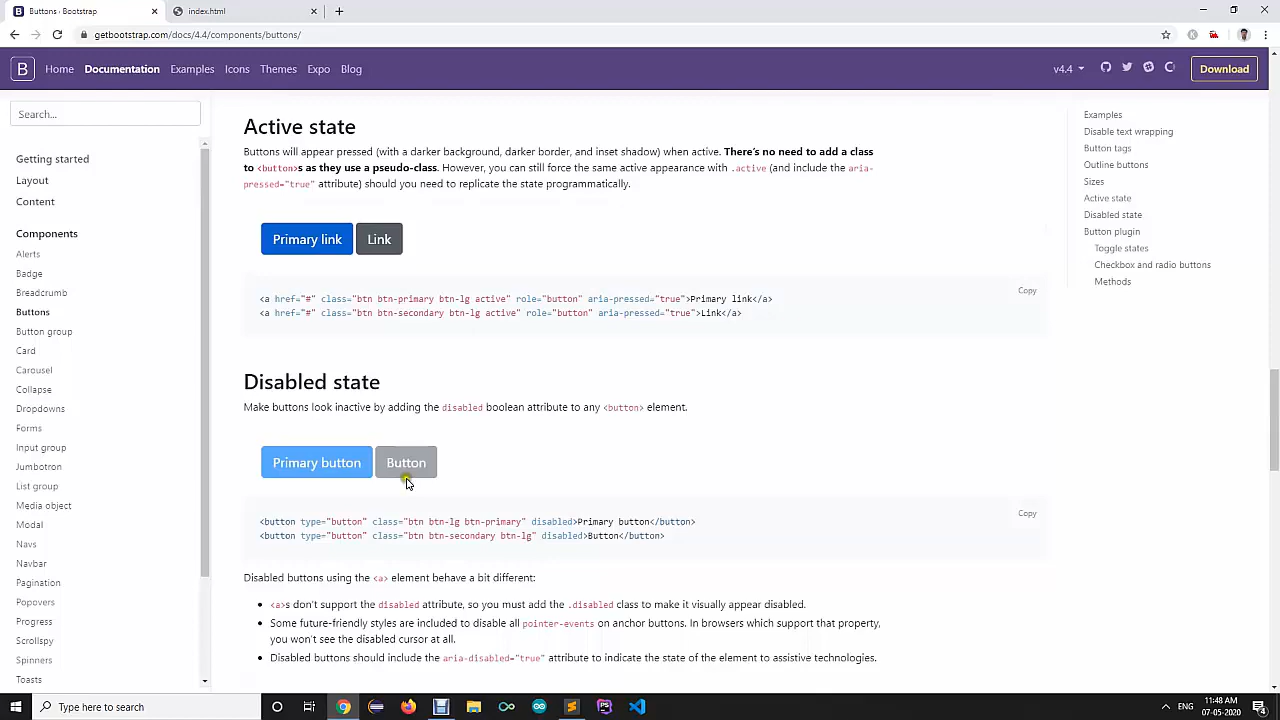 Buttons · Bootstrap
index.html
getbootstrap.com/docs/4.4/components/buttons/
B
Home
Documentation
Examples
Icons
Themes
Expo
Blog
v4.4
Download
Search...
Getting started
Layout
Content
Components
Alerts
Badge
Breadcrumb
Buttons
Button group
Card
Carousel
Collapse
Dropdowns
Forms
Input group
Jumbotron
List group
Media object
Modal
Navs
Navbar
Pagination
Popovers
Progress
Scrollspy
Spinners
Toasts
Active state
Buttons will appear pressed (with a darker background, darker border, and inset shadow) when active. There's no need to add a class
to <button>s as they use a pseudo-class. However, you can still force the same active appearance with .active (and include the aria-
pressed="true" attribute) should you need to replicate the state programmatically.
Primary link
Link
Copy
<a href="#" class="btn btn-primary btn-lg active" role="button" aria-pressed="true">Primary link</a>
<a href="#" class="btn btn-secondary btn-lg active" role="button" aria-pressed="true">Link</a>
Disabled state
Make buttons look inactive by adding the disabled boolean attribute to any <button> element.
Primary button
Button
Copy
<button type="button" class="btn btn-lg btn-primary" disabled>Primary button</button>
<button type="button" class="btn btn-secondary btn-lg" disabled>Button</button>
Disabled buttons using the <a> element behave a bit different:
• <a>s don't support the disabled attribute, so you must add the .disabled class to make it visually appear disabled.
• Some future-friendly styles are included to disable all pointer-events on anchor buttons. In browsers which support that property,
you won't see the disabled cursor at all.
• Disabled buttons should include the aria-disabled="true" attribute to indicate the state of the element to assistive technologies.
Examples
Disable text wrapping
Button tags
Outline buttons
Sizes
Active state
Disabled state
Button plugin
Toggle states
Checkbox and radio buttons
Methods
Type here to search
ENG
11:48 AM
07-05-2020